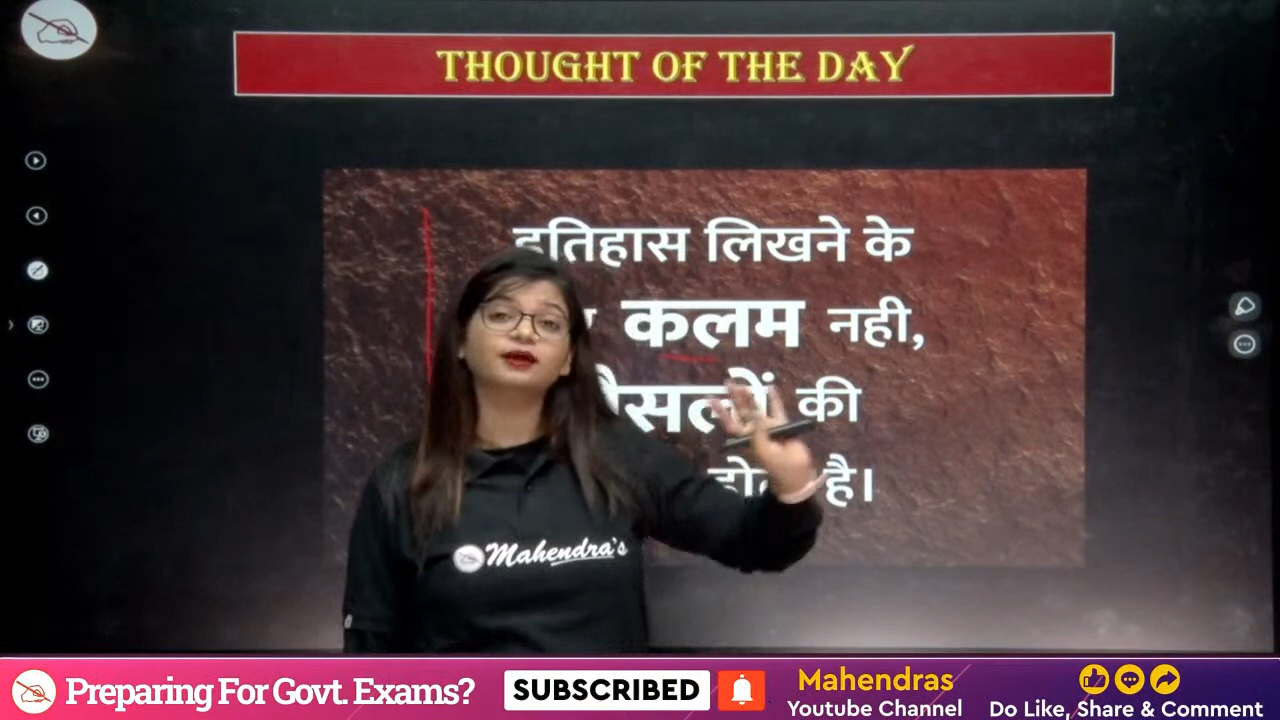 THOUGHT OF THE DAY
इतिहास लिखने के
कलम नही,
की
है।
Mahendra's
Preparing For Govt. Exams?
SUBSCRIBED
Mahendras
Youtube Channel
Do Like, Share & Comment